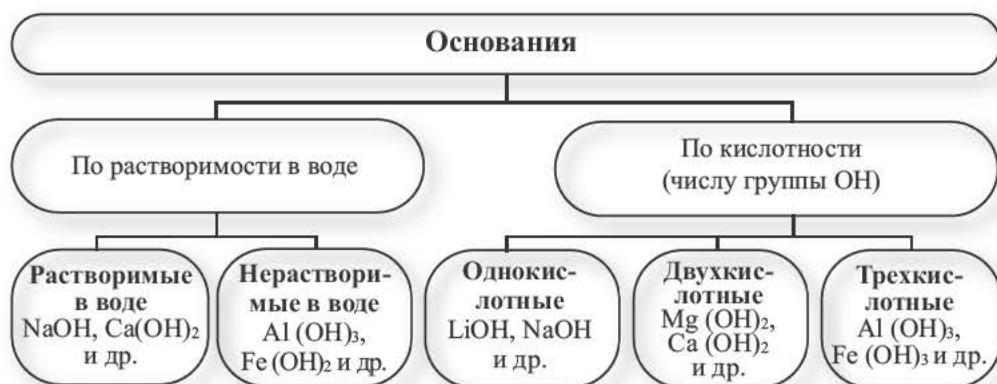 Основания
По растворимости в воде
По кислотности
(числу группы ОН)
Растворимые
в воде
NaOH, Ca(OH)₂
и др.
Нераствори-
мые в воде
Al (OH)₃,
Fe (OH)₂ и др.
Однокис-
лотные
LiOH, NaOH
и др.
Двухкис-
лотные
Mg (OH)₂,
Ca (OH)₂
и др.
Трехкис-
лотные
Al (OH)₃,
Fe (OH)₃ и др.